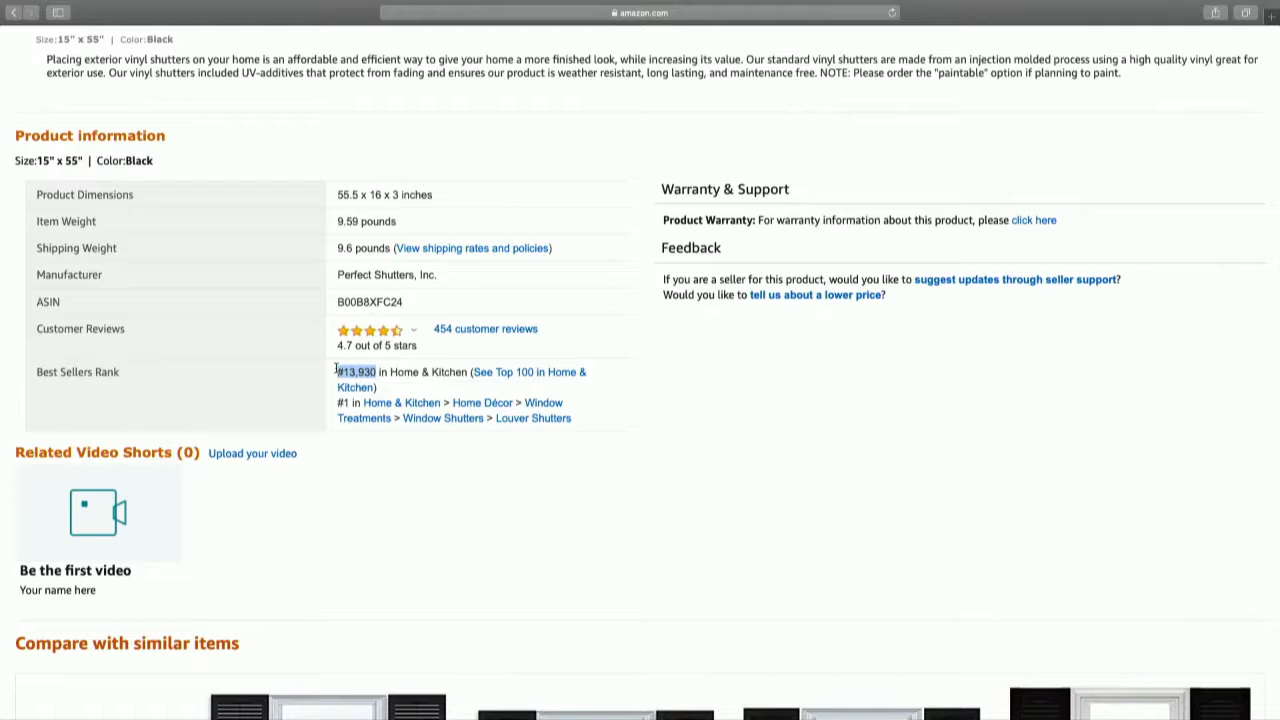 amazon.com
Size:15" x 55" | Color:Black
Placing exterior vinyl shutters on your home is an affordable and efficient way to give your home a more finished look, while increasing its value. Our standard vinyl shutters are made from an injection molded process using a high quality vinyl great for
exterior use. Our vinyl shutters included UV-additives that protect from fading and ensures our product is weather resistant, long lasting, and maintenance free. NOTE: Please order the "paintable" option if planning to paint.
Product information
Size:15" x 55" | Color:Black
Product Dimensions 55.5 x 16 x 3 inches
Item Weight 9.59 pounds
Shipping Weight 9.6 pounds (View shipping rates and policies)
Manufacturer Perfect Shutters, Inc.
ASIN B00B8XFC24
Customer Reviews 454 customer reviews
4.7 out of 5 stars
Best Sellers Rank #13,930 in Home & Kitchen (See Top 100 in Home &
Kitchen)
#1 in Home & Kitchen > Home Décor > Window
Treatments > Window Shutters > Louver Shutters
Warranty & Support
Product Warranty: For warranty information about this product, please click here
Feedback
If you are a seller for this product, would you like to suggest updates through seller support?
Would you like to tell us about a lower price?
Related Video Shorts (0) Upload your video
Be the first video
Your name here
Compare with similar items